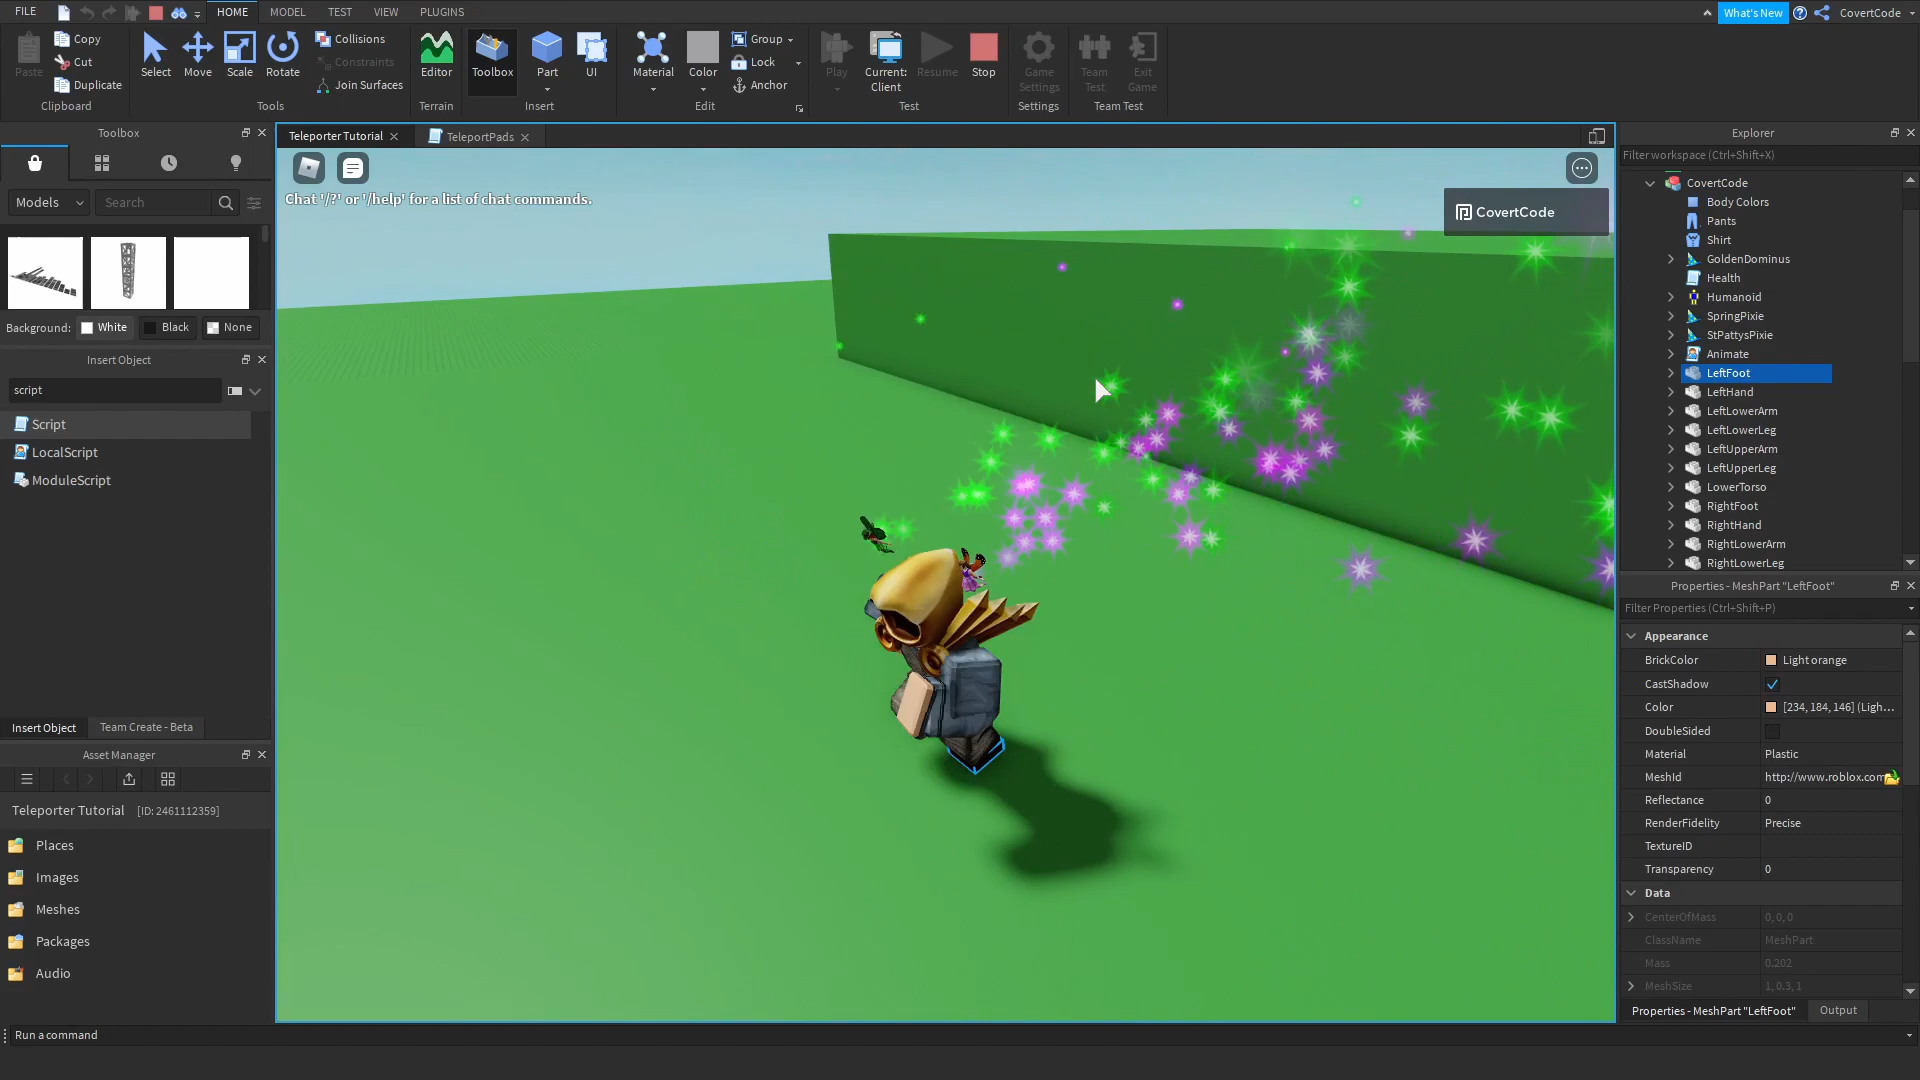 FILE HOME MODEL TEST VIEW PLUGINS What's New CovertCode
Paste Copy Cut Duplicate Clipboard
Select Move Scale Rotate Collisions Constraints Join Surfaces Tools
Editor Terrain
Toolbox Part UI Insert
Material Color Group Lock Anchor Edit
Play Current: Client Resume Stop Test
Game Settings Settings
Team Test Exit Game Team Test
Toolbox
Models Search
Background: White Black None
Insert Object
script
Script
LocalScript
ModuleScript
Insert Object Team Create - Beta
Asset Manager
Teleporter Tutorial [ID: 2461112359]
Places
Images
Meshes
Packages
Audio
Run a command
Teleporter Tutorial TeleportPads
Chat '/?' or '/help' for a list of chat commands.
CovertCode
Explorer
Filter workspace (Ctrl+Shift+X)
CovertCode
Body Colors
Pants
Shirt
GoldenDominus
Health
Humanoid
SpringPixie
StPattysPixie
Animate
LeftFoot
LeftHand
LeftLowerArm
LeftLowerLeg
LeftUpperArm
LeftUpperLeg
LowerTorso
RightFoot
RightHand
RightLowerArm
RightLowerLeg
Properties - MeshPart "LeftFoot"
Filter Properties (Ctrl+Shift+P)
Appearance
BrickColor Light orange
CastShadow
Color [234, 184, 146] (Ligh...
DoubleSided
Material Plastic
MeshId http://www.roblox.com
Reflectance 0
RenderFidelity Precise
TextureID
Transparency 0
Data
CenterOfMass 0, 0, 0
ClassName MeshPart
Mass 0.202
MeshSize 1, 0.3, 1
Properties - MeshPart "LeftFoot" Output